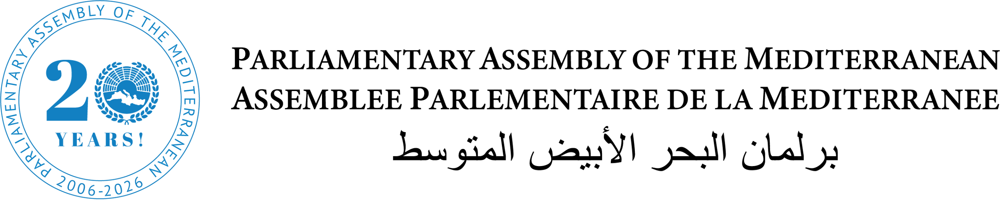 PARLIAMENTARY ASSEMBLY OF THE MEDITERRANEAN
2006-2026
20
YEARS!
PARLIAMENTARY ASSEMBLY OF THE MEDITERRANEAN
ASSEMBLEE PARLEMENTAIRE DE LA MEDITERRANEE
برلمان البحر الأبيض المتوسط